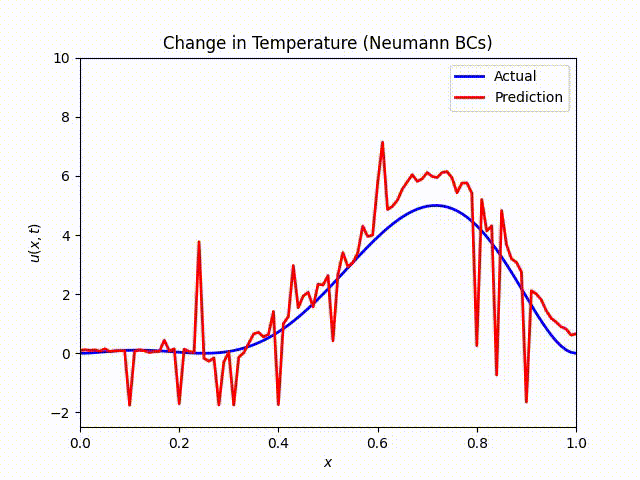 Change in Temperature (Neumann BCs)
Actual
Prediction
10
8
6
4
2
0
−2
u(x, t)
0.0 0.2 0.4 0.6 0.8 1.0
x